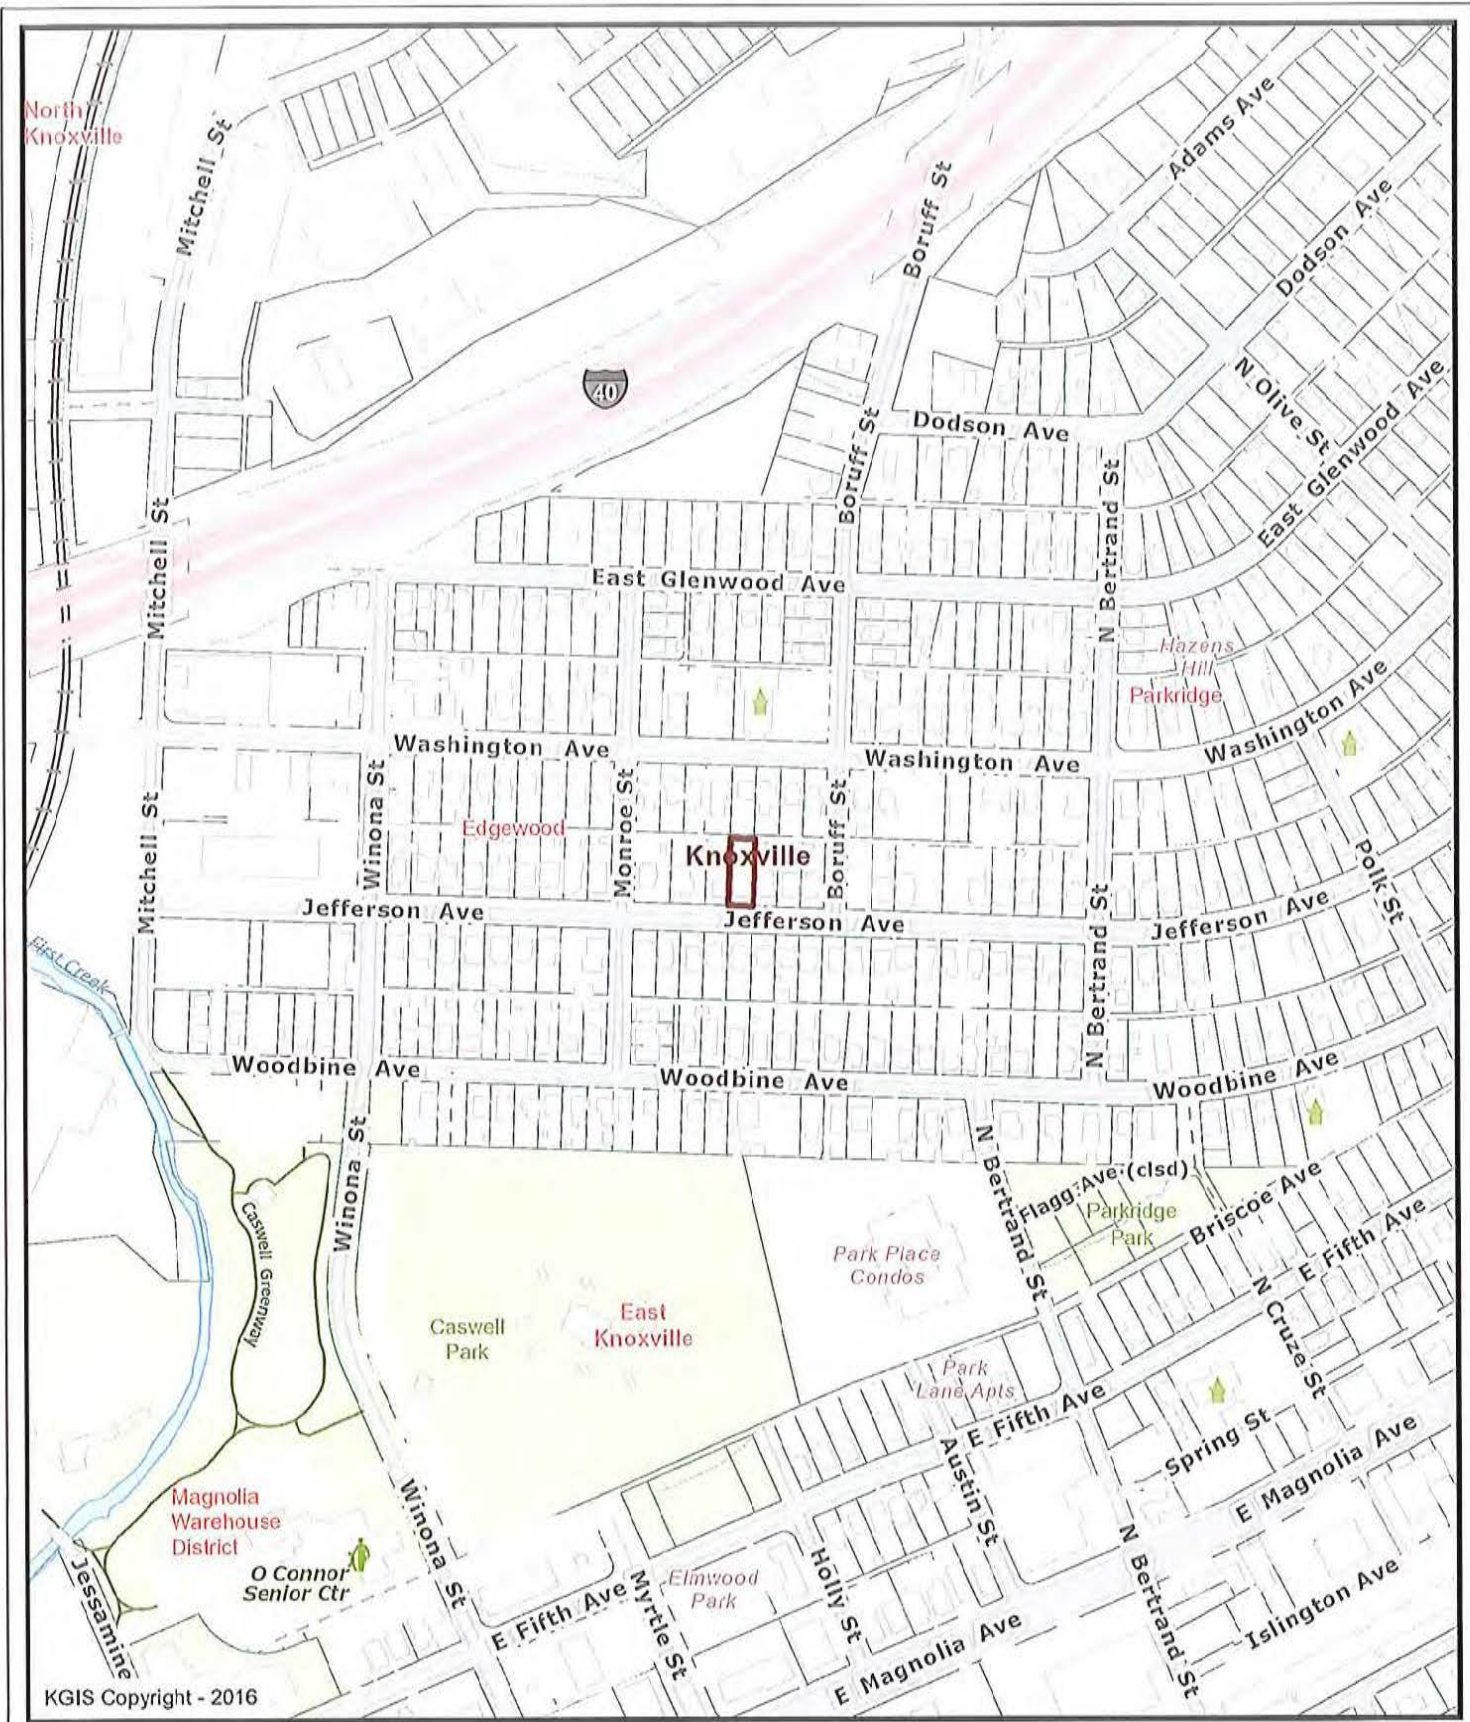 North
Knoxville
Mitchell St
Boruff St
Adams Ave
Dodson Ave
40
N Olive St
East Glenwood Ave
Dodson Ave
Boruff St
N Bertrand St
Mitchell St
East Glenwood Ave
Hazens
Hill
Parkridge
Washington Ave
Washington Ave
Washington Ave
Winona St
Monroe St
Boruff St
Mitchell St
Edgewood
Knoxville
Polk St
Jefferson Ave
Jefferson Ave
Jefferson Ave
N Bertrand St
First Creek
Woodbine Ave
Woodbine Ave
Woodbine Ave
Winona St
N Bertrand St
Flagg Ave (clsd)
Parkridge
Park
Briscoe Ave
E Fifth Ave
Caswell Greenway
Park Place
Condos
East
Knoxville
Caswell
Park
N Cruze St
Park
Lane Apts
E Fifth Ave
Spring St
E Magnolia Ave
Austin St
Magnolia
Warehouse
District
O Connor
Senior Ctr
Winona St
Jessamine
E Fifth Ave
Myrtle St
Elmwood
Park
Holly St
E Magnolia Ave
N Bertrand St
Islington Ave
KGIS Copyright - 2016